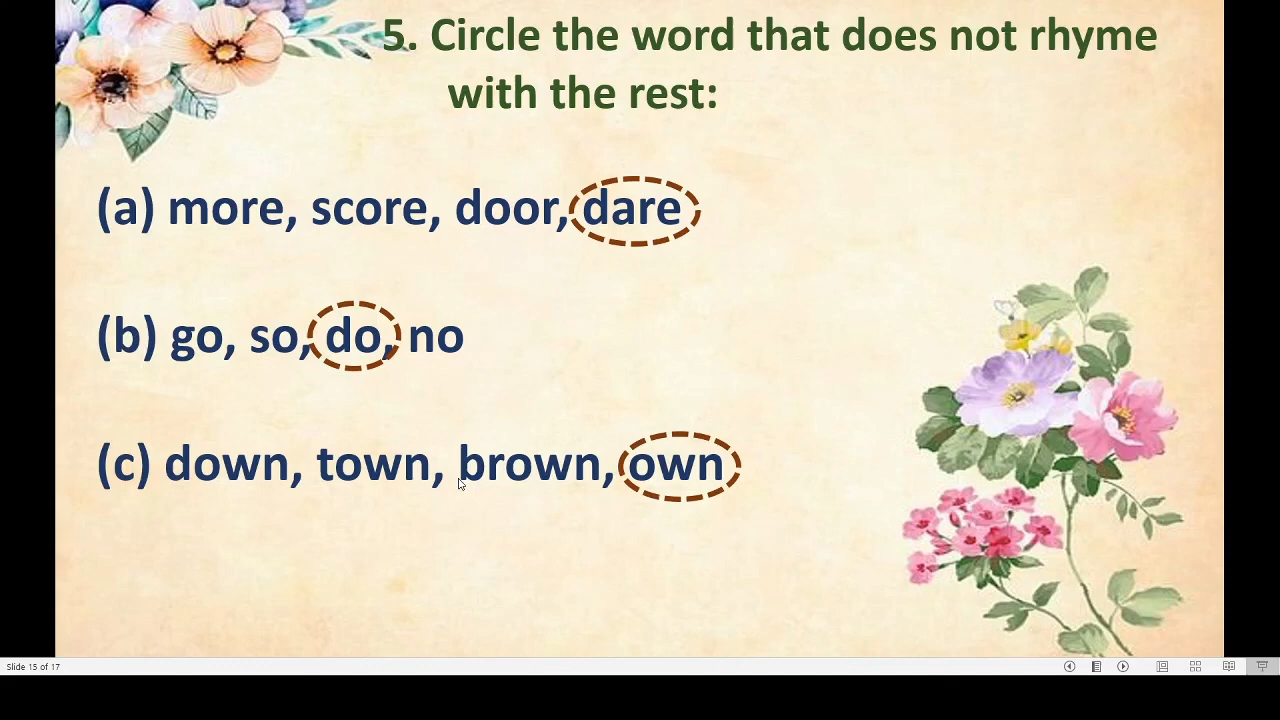 5. Circle the word that does not rhyme
with the rest:
(a) more, score, door, dare
(b) go, so, do, no
(c) down, town, brown, own
Slide 15 of 17